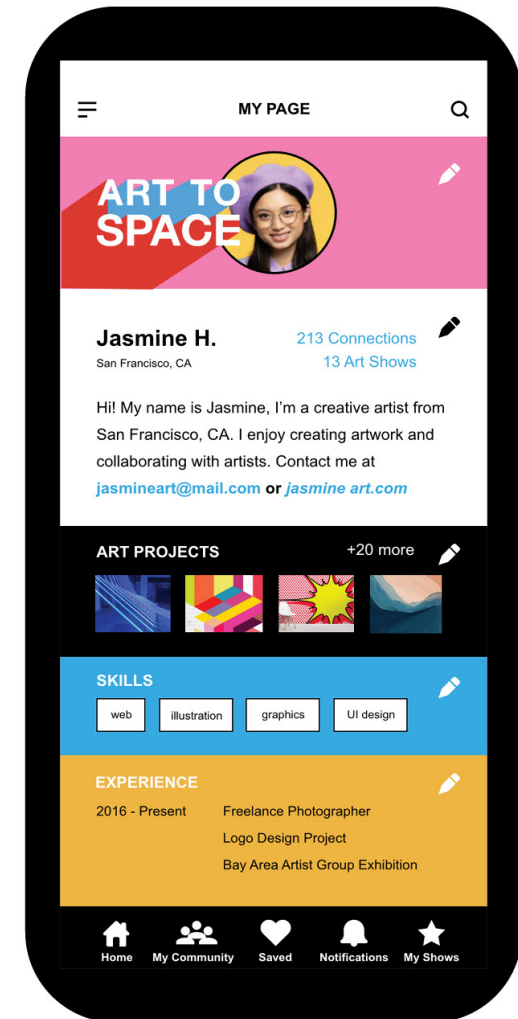 MY PAGE
ART TO
SPACE
Jasmine H.
213 Connections
San Francisco, CA
13 Art Shows
Hi! My name is Jasmine, I'm a creative artist from
San Francisco, CA. I enjoy creating artwork and
collaborating with artists. Contact me at
jasmineart@mail.com or jasmine art.com
ART PROJECTS +20 more
SKILLS
web illustration graphics UI design
EXPERIENCE
2016 - Present Freelance Photographer
Logo Design Project
Bay Area Artist Group Exhibition
Home My Community Saved Notifications My Shows